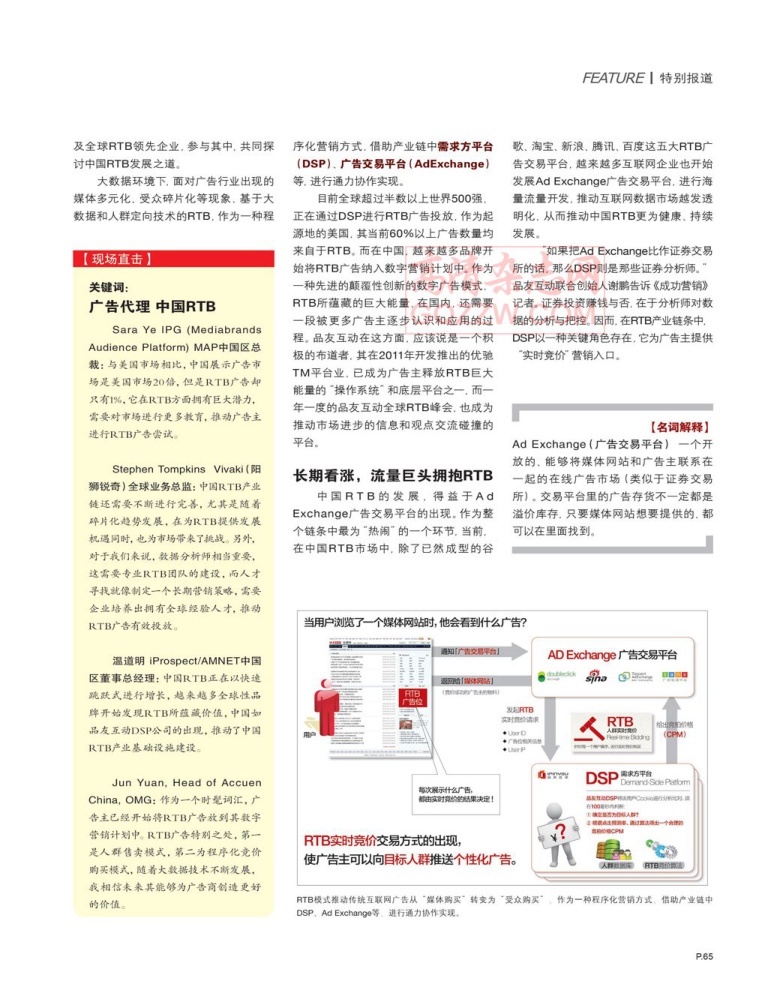 FEATURE | 特别报道
及全球RTB领先企业，参与其中，共同探
讨中国RTB发展之道。
大数据环境下，面对广告行业出现的
媒体多元化、受众碎片化等现象，基于大
数据和人群定向技术的RTB，作为一种程
【现场直击】
关键词：
广告代理 中国RTB
Sara Ye IPG (Mediabrands
Audience Platform) MAP中国区总
裁：与美国市场相比，中国展示广告市
场是美国市场20倍，但是RTB广告却
只有1%，它在RTB方面拥有巨大潜力，
需要对市场进行更多教育，推动广告主
进行RTB广告尝试。
Stephen Tompkins Vivaki（阳
狮锐奇）全球业务总监：中国RTB产业
链还需要不断进行完善，尤其是随着
碎片化趋势发展，在为RTB提供发展
机遇同时，也为市场带来了挑战。另外，
对于我们来说，数据分析师相当重要，
这需要专业RTB团队的建设，而人才
寻找就像制定一个长期营销策略，需要
企业培养出拥有全球经验人才，推动
RTB广告有效投放。
温道明 iProspect/AMNET中国
区董事总经理：中国RTB正在以快速
跳跃式进行增长，越来越多全球性品
牌开始发现RTB所蕴藏价值，中国如
品友互动DSP公司的出现，推动了中国
RTB产业基础设施建设。
Jun Yuan, Head of Accuen
China, OMG：作为一个时髦词汇，广
告主已经开始将RTB广告放到其数字
营销计划中。RTB广告特别之处，第一
是人群售卖模式，第二为程序化竞价
购买模式，随着大数据技术不断发展，
我相信未来其能够为广告商创造更好
的价值。
序化营销方式，借助产业链中需求方平台
（DSP）、广告交易平台（AdExchange）
等，进行通力协作实现。
目前全球超过半数以上世界500强，
正在通过DSP进行RTB广告投放，作为起
源地的美国，其当前60%以上广告数量均
来自于RTB。而在中国，越来越多品牌开
始将RTB广告纳入数字营销计划中。作为
一种先进的颠覆性创新的数字广告模式，
RTB所蕴藏的巨大能量，在国内，还需要
一段被更多广告主逐步认识和应用的过
程。品友互动在这方面，应该说是一个积
极的布道者，其在2011年开发推出的优驰
TM平台业，已成为广告主释放RTB巨大
能量的“操作系统”和底层平台之一，而一
年一度的品友互动全球RTB峰会，也成为
推动市场进步的信息和观点交流碰撞的
平台。
长期看涨，流量巨头拥抱RTB
中国RTB的发展，得益于Ad
Exchange广告交易平台的出现。作为整
个链条中最为“热闹”的一个环节，当前，
在中国RTB市场中，除了已然成型的谷
歌、淘宝、新浪、腾讯、百度这五大RTB广
告交易平台，越来越多互联网企业也开始
发展Ad Exchange广告交易平台，进行海
量流量开发，推动互联网数据市场越发透
明化，从而推动中国RTB更为健康，持续
发展。
“如果把Ad Exchange比作证券交易
所的话，那么DSP则是那些证券分析师。”
品友互联合创始人谢鹏告诉《成功营销》
记者，证券投资赚钱与否，在于分析师对数
据的分析与把控。因而，在RTB产业链条中，
DSP以一种角色存在，它为广告主提供
“实时竞价”营销入口。
【名词解释】
Ad Exchange（广告交易平台） 一个开
放的、能够将媒体网站和广告主联系在
一起的在线广告市场（类似于证券交易
所）。交易平台里的广告存货不一定都是
溢价库存，只要媒体网站想要提供的，都
可以在里面找到。
高清杂志网
GQZZW.COM
当用户浏览了一个媒体网站时，他会看到什么广告？
通知【广告交易平台】
返回给【媒体网站】
（竞价成功的广告主的物料）
AD Exchange 广告交易平台
doubleclick
sina
RTB
广告位
用户
发起RTB
实时竞价请求
◆ User ID
◆ 广告位相关信息
◆ User IP
RTB
人群实时竞价
Real-time Bidding
给出竞拍价格
（CPM）
每次展示什么广告，
都由实时竞价的结果决定！
DSP 需求方平台
Demand-Side Platform
① 确定是否为目标人群？
竞拍价格CPM
¥?
人群数据库
RTB竞价算法
RTB实时竞价交易方式的出现，
使广告主可以向目标人群推送个性化广告。
RTB模式推动传统互联网广告从“媒体购买”转变为“受众购买”，作为一种程序化营销方式，借助产业链中
DSP、Ad Exchange等，进行通力协作实现。
P.65